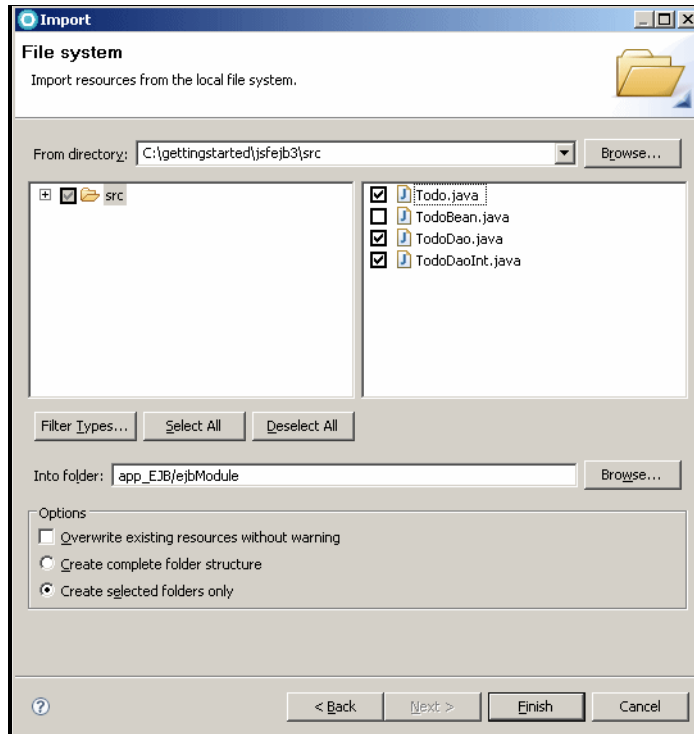 Import
File system
Import resources from the local file system.
From directory: C:\gettingstarted\jsfejb3\src Browse...
src
Todo.java
TodoBean.java
TodoDao.java
TodoDaoInt.java
Filter Types... Select All Deselect All
Into folder: app_EJB/ejbModule Browse...
Options
Overwrite existing resources without warning
Create complete folder structure
Create selected folders only
? < Back Next > Finish Cancel